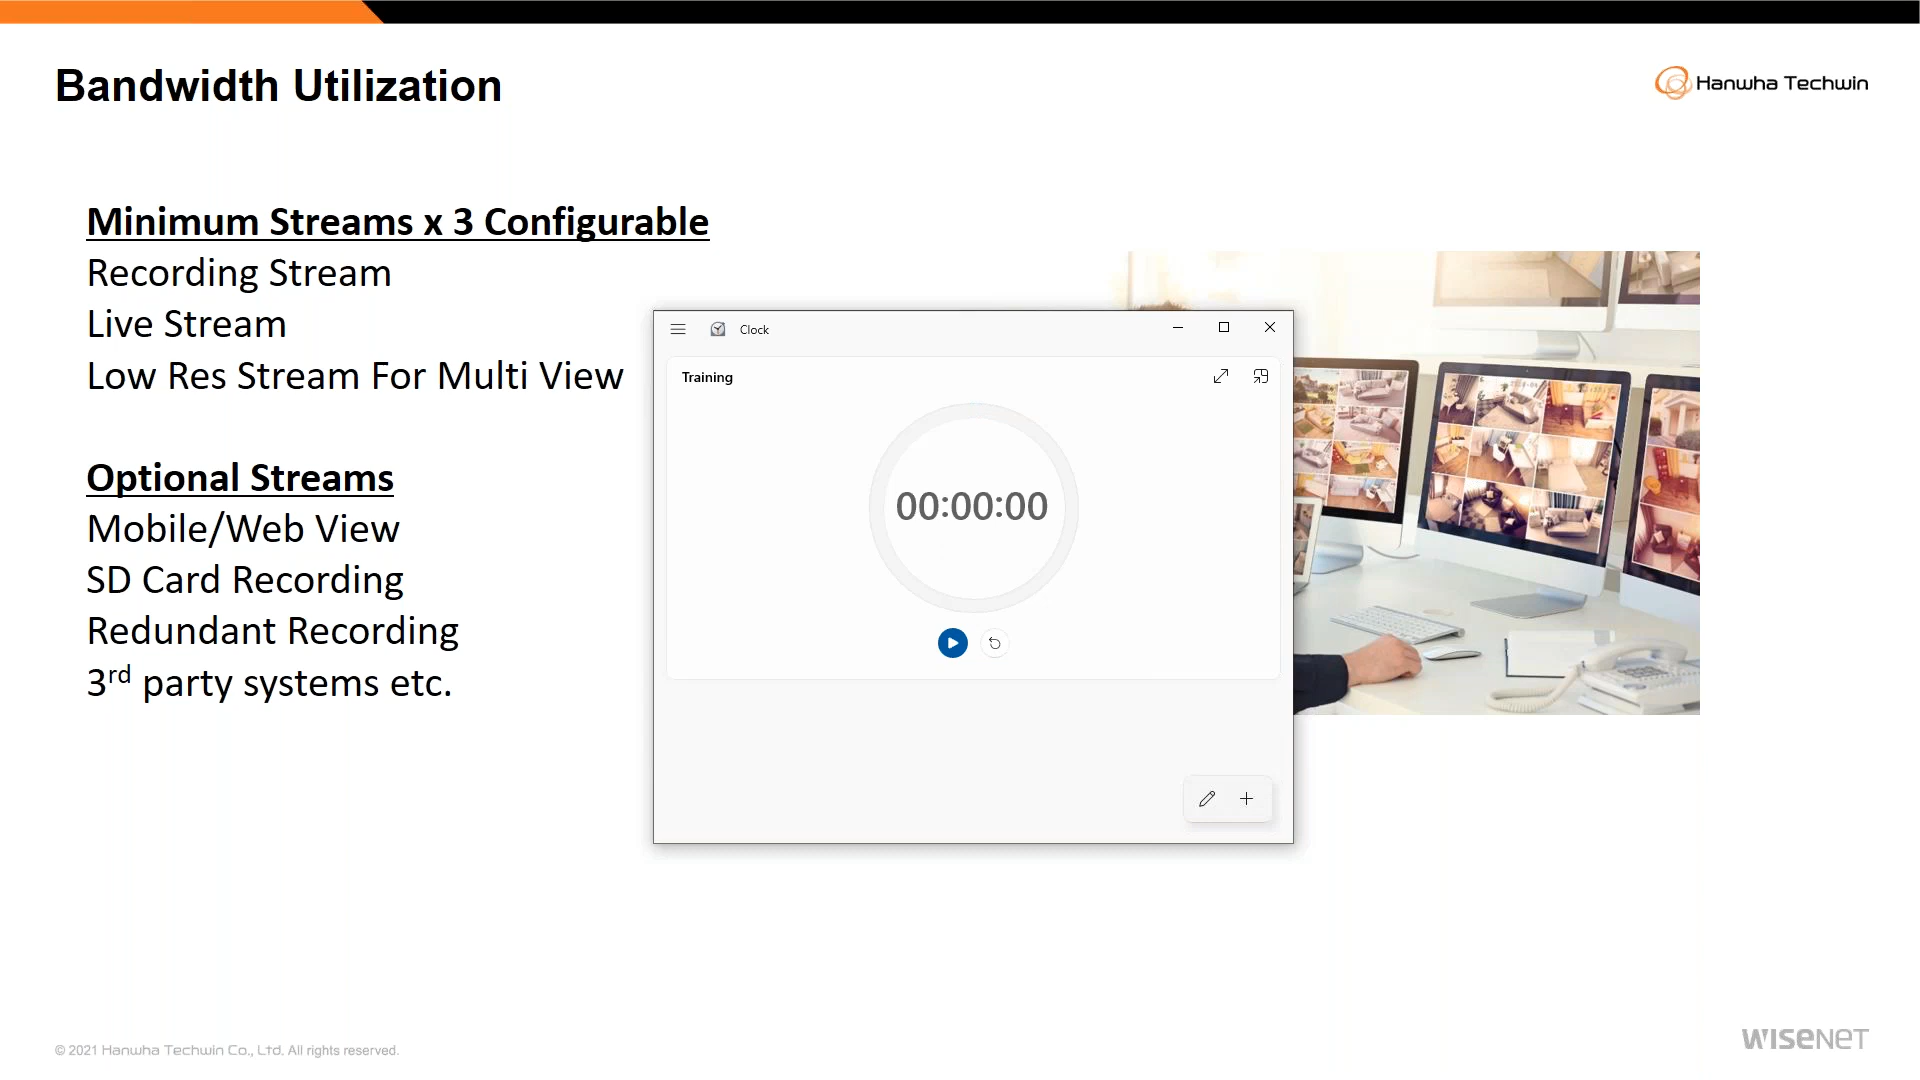 Bandwidth Utilization
Hanwha Techwin
Minimum Streams x 3 Configurable
Recording Stream
Live Stream
Low Res Stream For Multi View
Optional Streams
Mobile/Web View
SD Card Recording
Redundant Recording
3rd party systems etc.
Clock
Training
00:00:00
© 2021 Hanwha Techwin Co., Ltd. All rights reserved.
WISENET